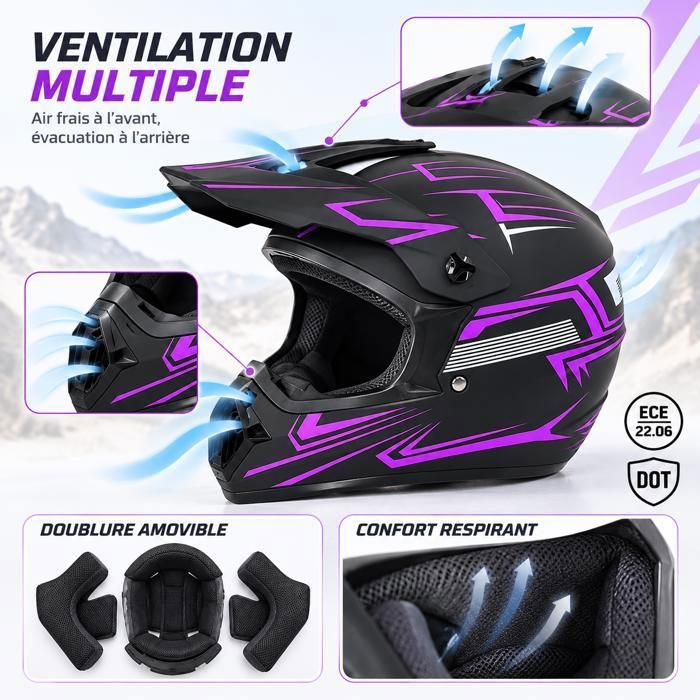 VENTILATION
MULTIPLE
Air frais à l'avant,
évacuation à l'arrière
ECE
22.06
DOT
DOUBLURE AMOVIBLE
CONFORT RESPIRANT